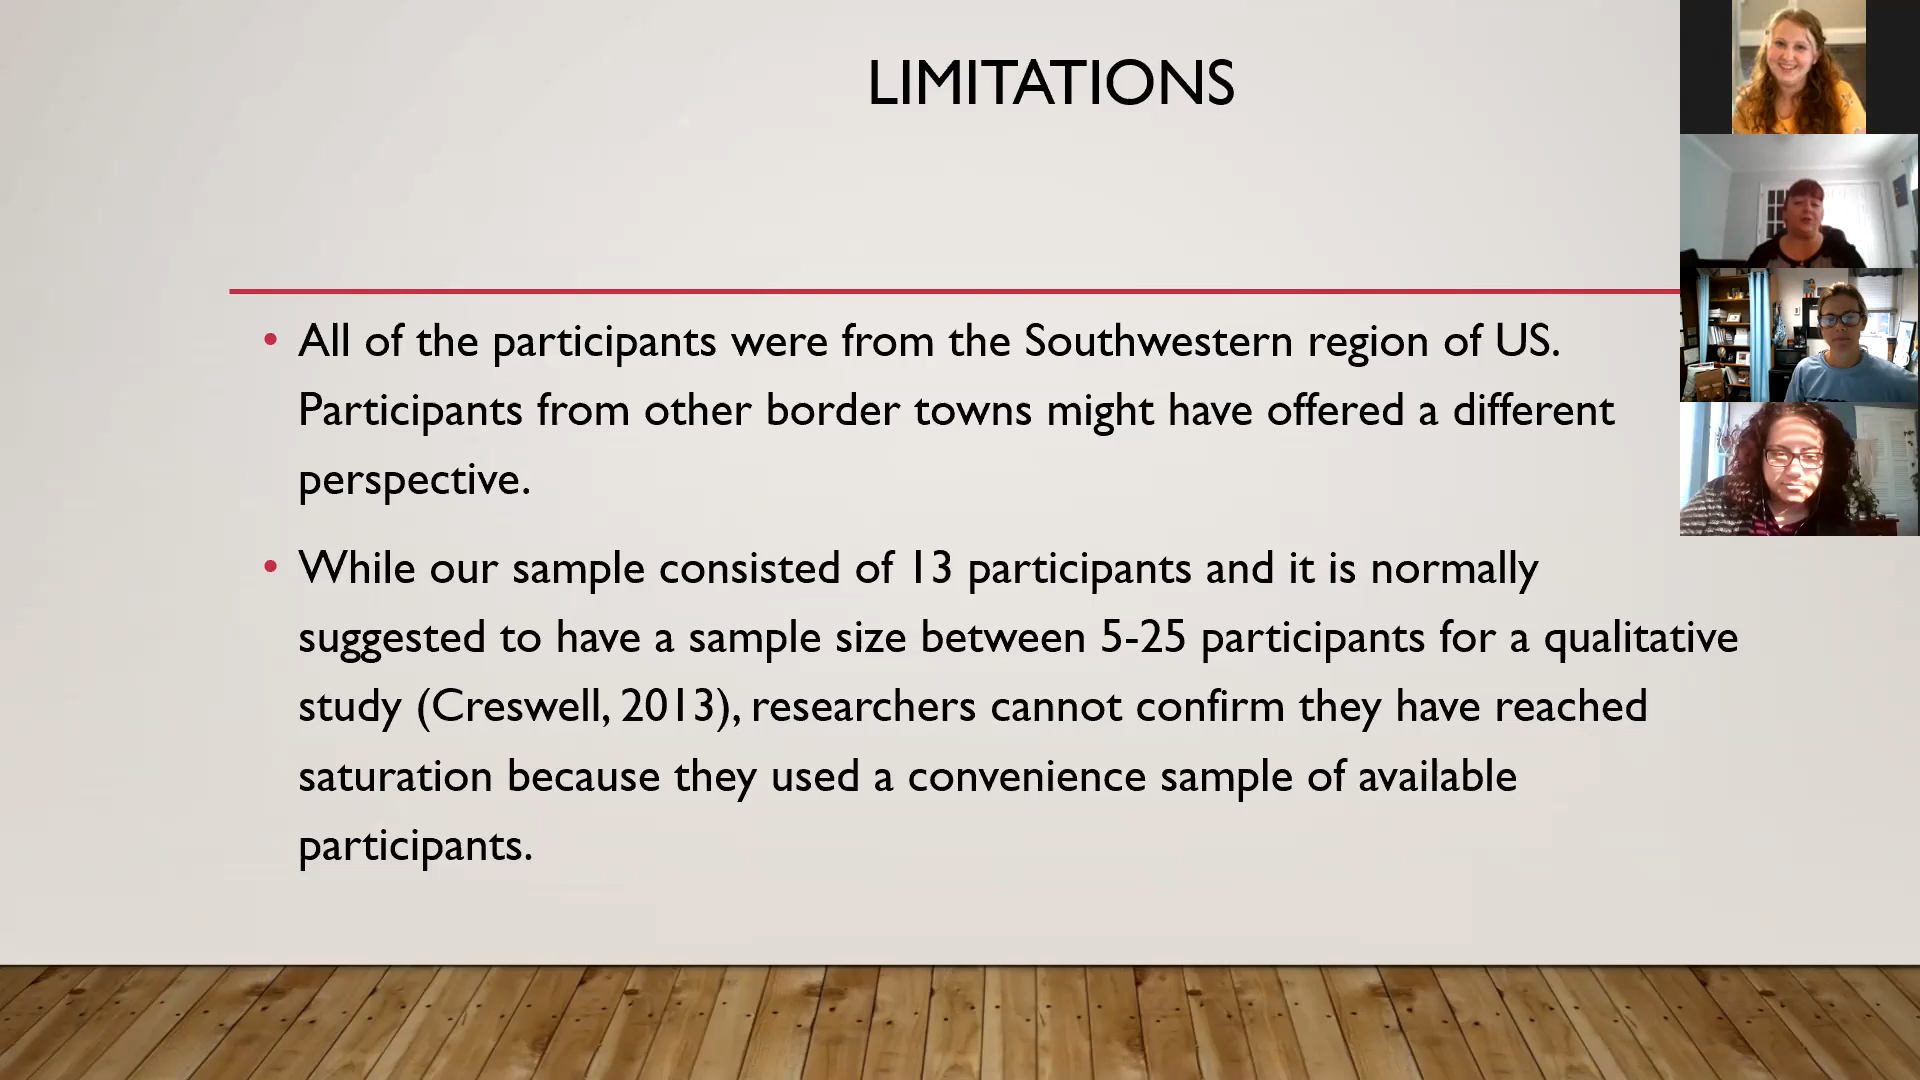 LIMITATIONS
• All of the participants were from the Southwestern region of US.
Participants from other border towns might have offered a different
perspective.
• While our sample consisted of 13 participants and it is normally
suggested to have a sample size between 5-25 participants for a qualitative
study (Creswell, 2013), researchers cannot confirm they have reached
saturation because they used a convenience sample of available
participants.